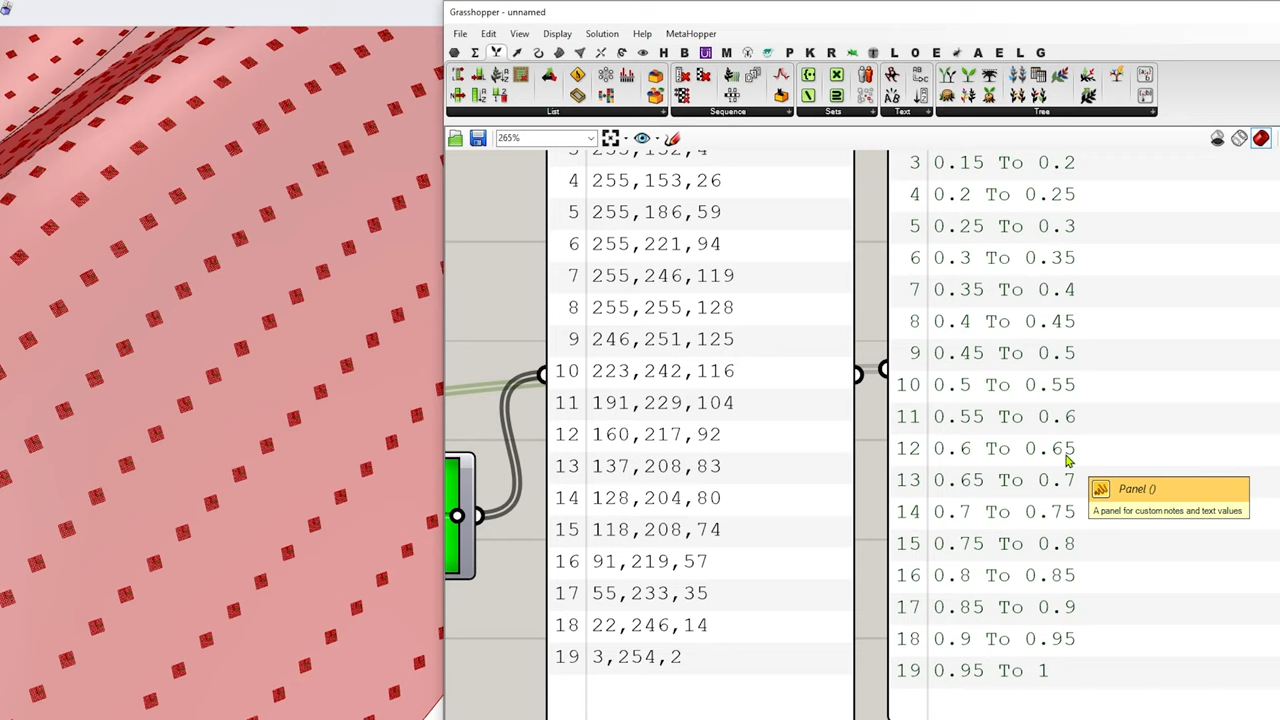 Grasshopper - unnamed
File Edit View Display Solution Help MetaHopper
H B M P K R T L O E A E L G
List Sequence Sets Text Tree
265%
4 255,153,26
5 255,186,59
6 255,221,94
7 255,246,119
8 255,255,128
9 246,251,125
10 223,242,116
11 191,229,104
12 160,217,92
13 137,208,83
14 128,204,80
15 118,208,74
16 91,219,57
17 55,233,35
18 22,246,14
19 3,254,2
3 0.15 To 0.2
4 0.2 To 0.25
5 0.25 To 0.3
6 0.3 To 0.35
7 0.35 To 0.4
8 0.4 To 0.45
9 0.45 To 0.5
10 0.5 To 0.55
11 0.55 To 0.6
12 0.6 To 0.65
13 0.65 To 0.7
14 0.7 To 0.75
15 0.75 To 0.8
16 0.8 To 0.85
17 0.85 To 0.9
18 0.9 To 0.95
19 0.95 To 1
Panel ()
A panel for custom notes and text values